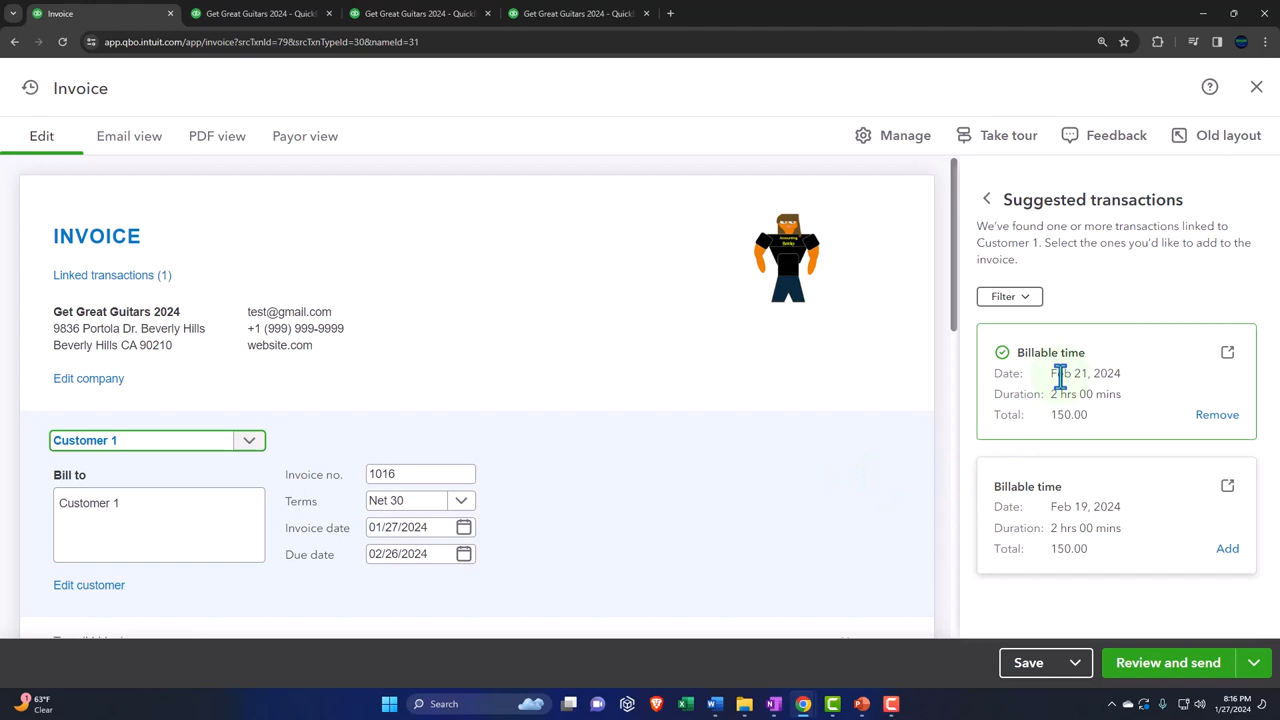 Invoice
Get Great Guitars 2024 - QuickB
Get Great Guitars 2024 - QuickB
Get Great Guitars 2024 - QuickB
app.qbo.intuit.com/app/invoice?srcTxnId=79&srcTxnTypeId=30&nameId=31
Invoice
Edit
Email view
PDF view
Payor view
Manage
Take tour
Feedback
Old layout
INVOICE
Linked transactions (1)
Get Great Guitars 2024
9836 Portola Dr. Beverly Hills
Beverly Hills CA 90210
test@gmail.com
+1 (999) 999-9999
website.com
Edit company
Customer 1
Bill to
Customer 1
Edit customer
Invoice no. 1016
Terms Net 30
Invoice date 01/27/2024
Due date 02/26/2024
Suggested transactions
We've found one or more transactions linked to
Customer 1. Select the ones you'd like to add to the
invoice.
Filter
Billable time
Date: Feb 21, 2024
Duration: 2 hrs 00 mins
Total: 150.00 Remove
Billable time
Date: Feb 19, 2024
Duration: 2 hrs 00 mins
Total: 150.00 Add
Save
Review and send
63°F
Clear
Search
8:16 PM
1/27/2024